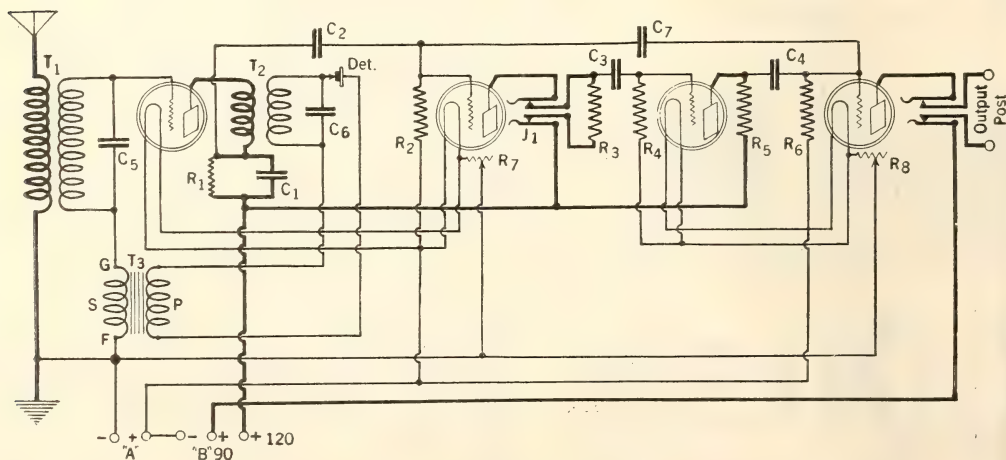 C2
C7
T1
T2
Det.
C3
C4
C5
C6
R2
J1
R3
R4
R5
R6
R7
R8
Output
Post
R1
C1
G
T3
S
P
F
- + - + + 120
"A"
"B" 90